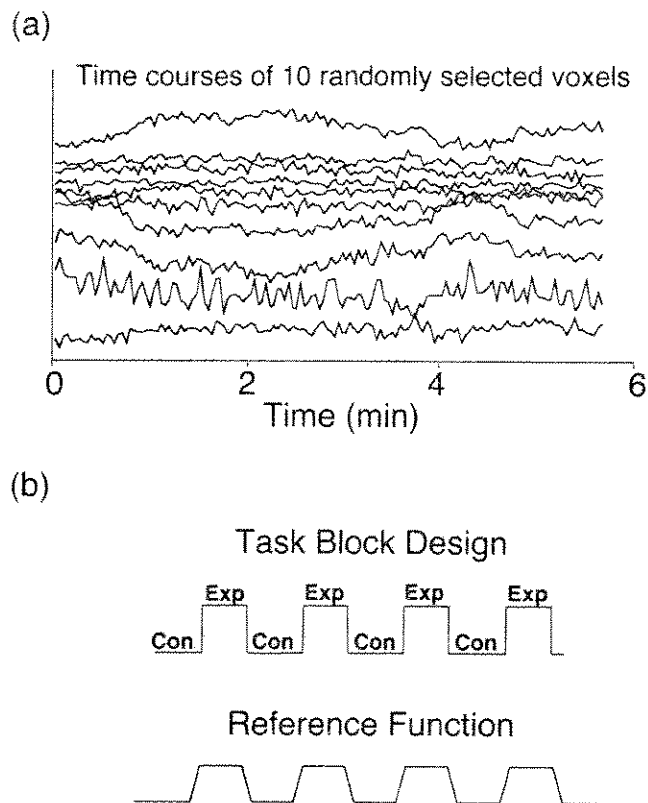 (a)
Time courses of 10 randomly selected voxels
0 2 4 6
Time (min)
(b)
Task Block Design
Exp Exp Exp Exp
Con Con Con Con
Reference Function